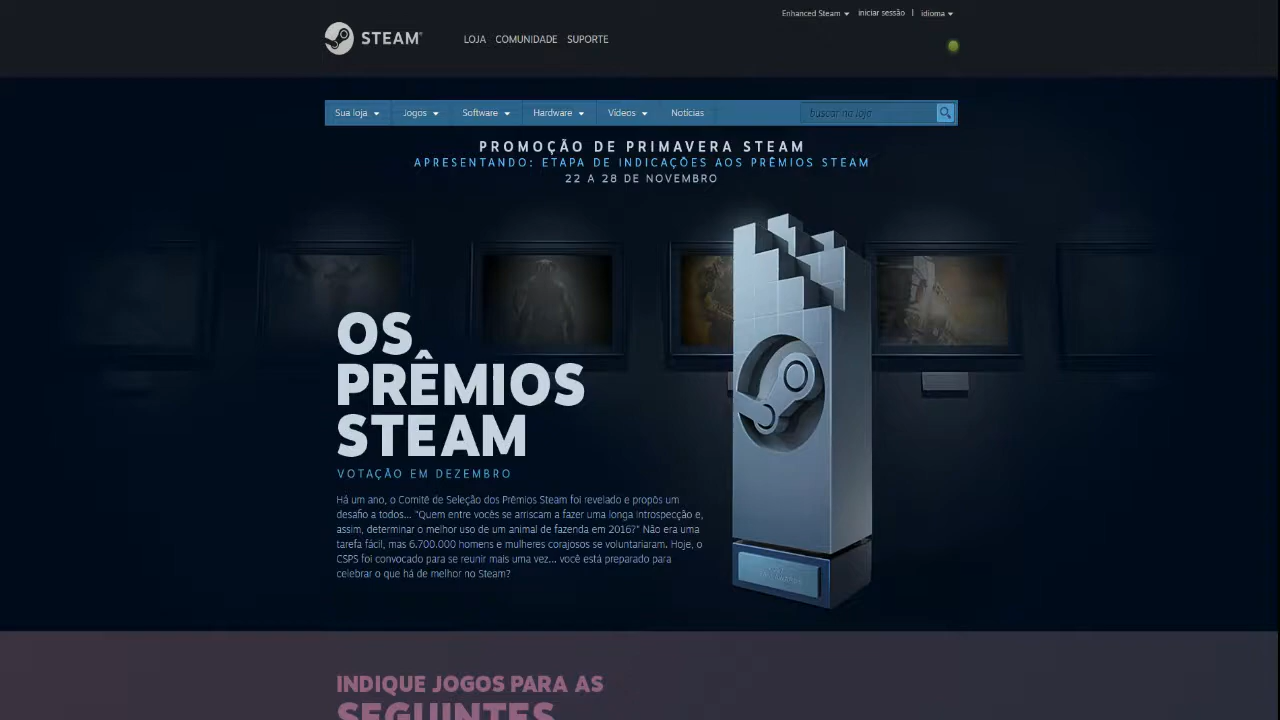 Enhanced Steam iniciar sessão | idioma
STEAM® LOJA COMUNIDADE SUPORTE
Sua loja Jogos Software Hardware Vídeos Notícias buscar na loja
PROMOÇÃO DE PRIMAVERA STEAM
APRESENTANDO: ETAPA DE INDICAÇÕES AOS PRÊMIOS STEAM
22 A 28 DE NOVEMBRO
OS
PRÊMIOS
STEAM
VOTAÇÃO EM DEZEMBRO
Há um ano, o Comitê de Seleção dos Prêmios Steam foi revelado e propôs um
desafio a todos... "Quem entre vocês se arriscam a fazer uma longa introspecção e,
assim, determinar o melhor uso de um animal de fazenda em 2016?" Não era uma
tarefa fácil, mas 6.700.000 homens e mulheres corajosos se voluntariaram. Hoje, o
CSPS foi convocado para se reunir mais uma vez... você está preparado para
celebrar o que há de melhor no Steam?
INDIQUE JOGOS PARA AS
SEGUINTES